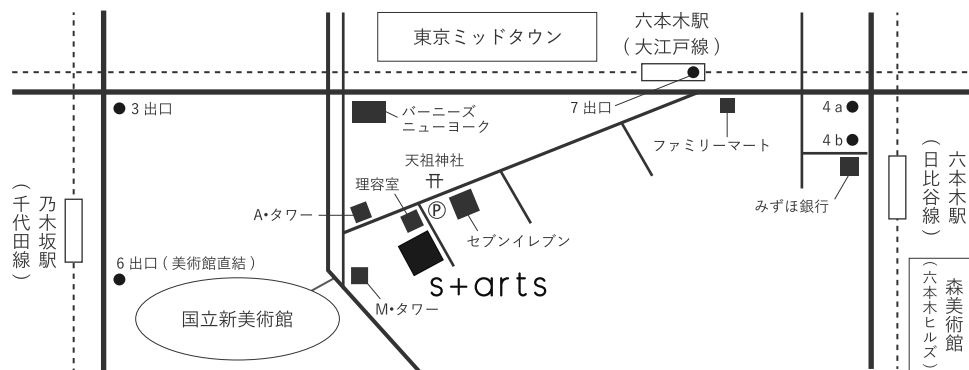 東京ミッドタウン
六本木駅
（大江戸線）
3 出口
バーニーズ
ニューヨーク
7 出口
ファミリーマート
4a
4b
天祖神社
理容室
P
A•タワー
セブンイレブン
みずほ銀行
六本木駅
（日比谷線）
乃木坂駅
（千代田線）
6 出口（美術館直結）
s+arts
M•タワー
国立新美術館
森美術館
（六本木ヒルズ）